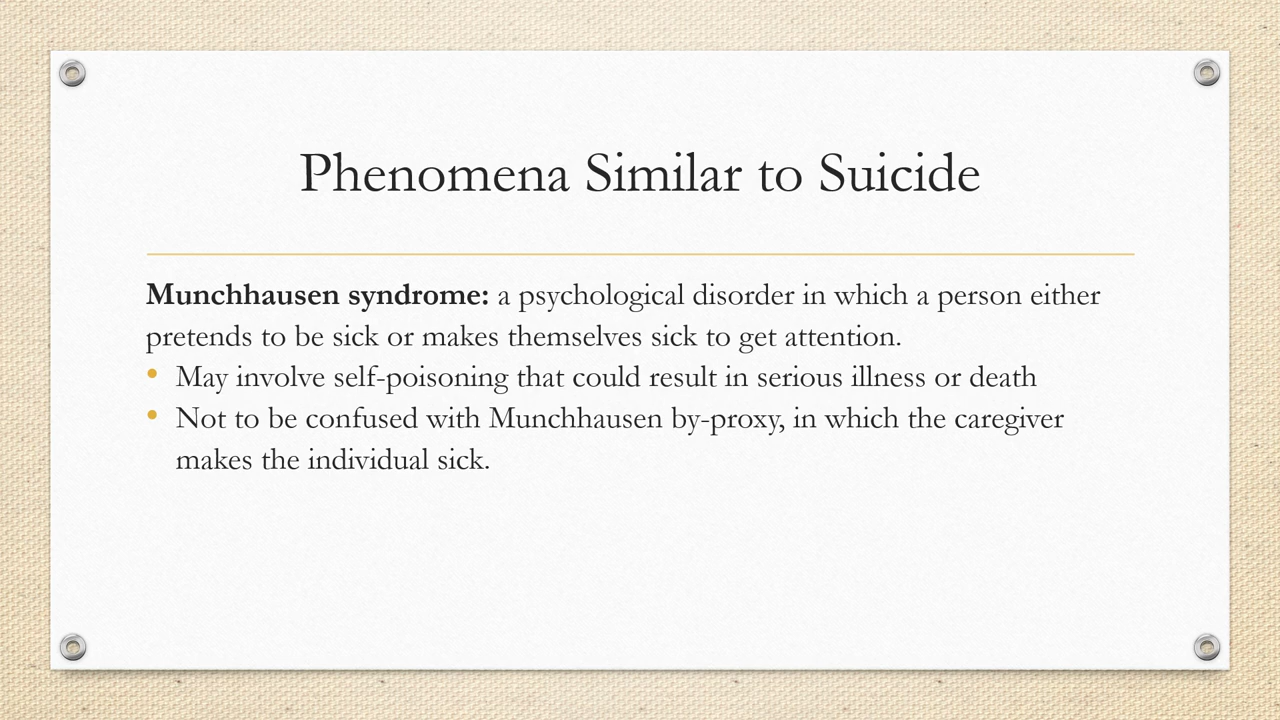 Phenomena Similar to Suicide
Munchhausen syndrome: a psychological disorder in which a person either
pretends to be sick or makes themselves sick to get attention.
• May involve self-poisoning that could result in serious illness or death
• Not to be confused with Munchhausen by-proxy, in which the caregiver
makes the individual sick.